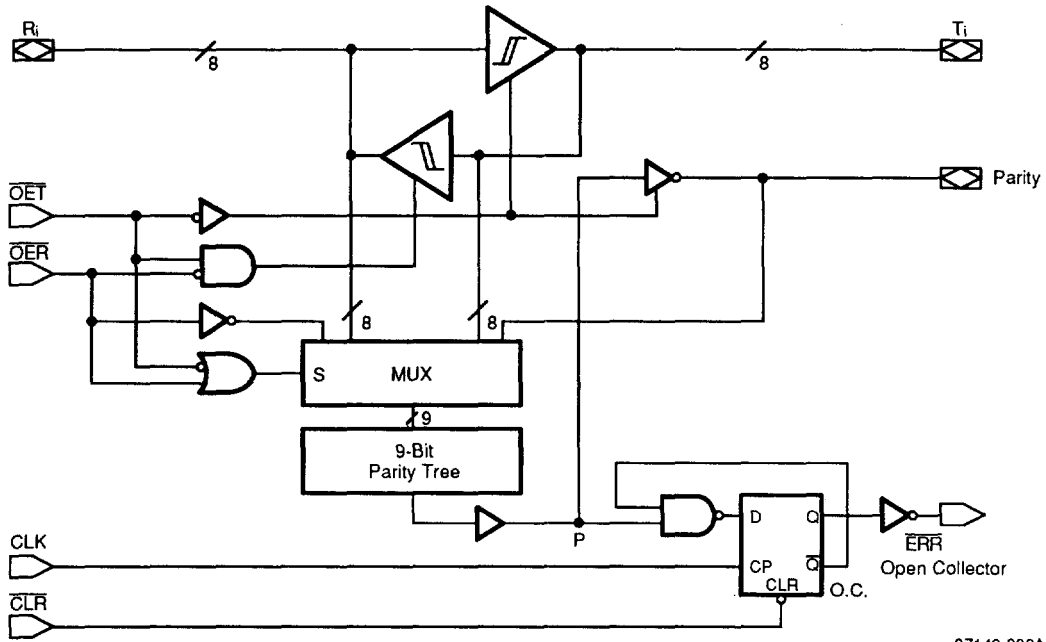 Ri
Ti
8
8
Parity
OET
OER
8
8
S
MUX
9
9-Bit
Parity Tree
P
D
Q
CP
Q
CLR
O.C.
ERR
Open Collector
CLK
CLR